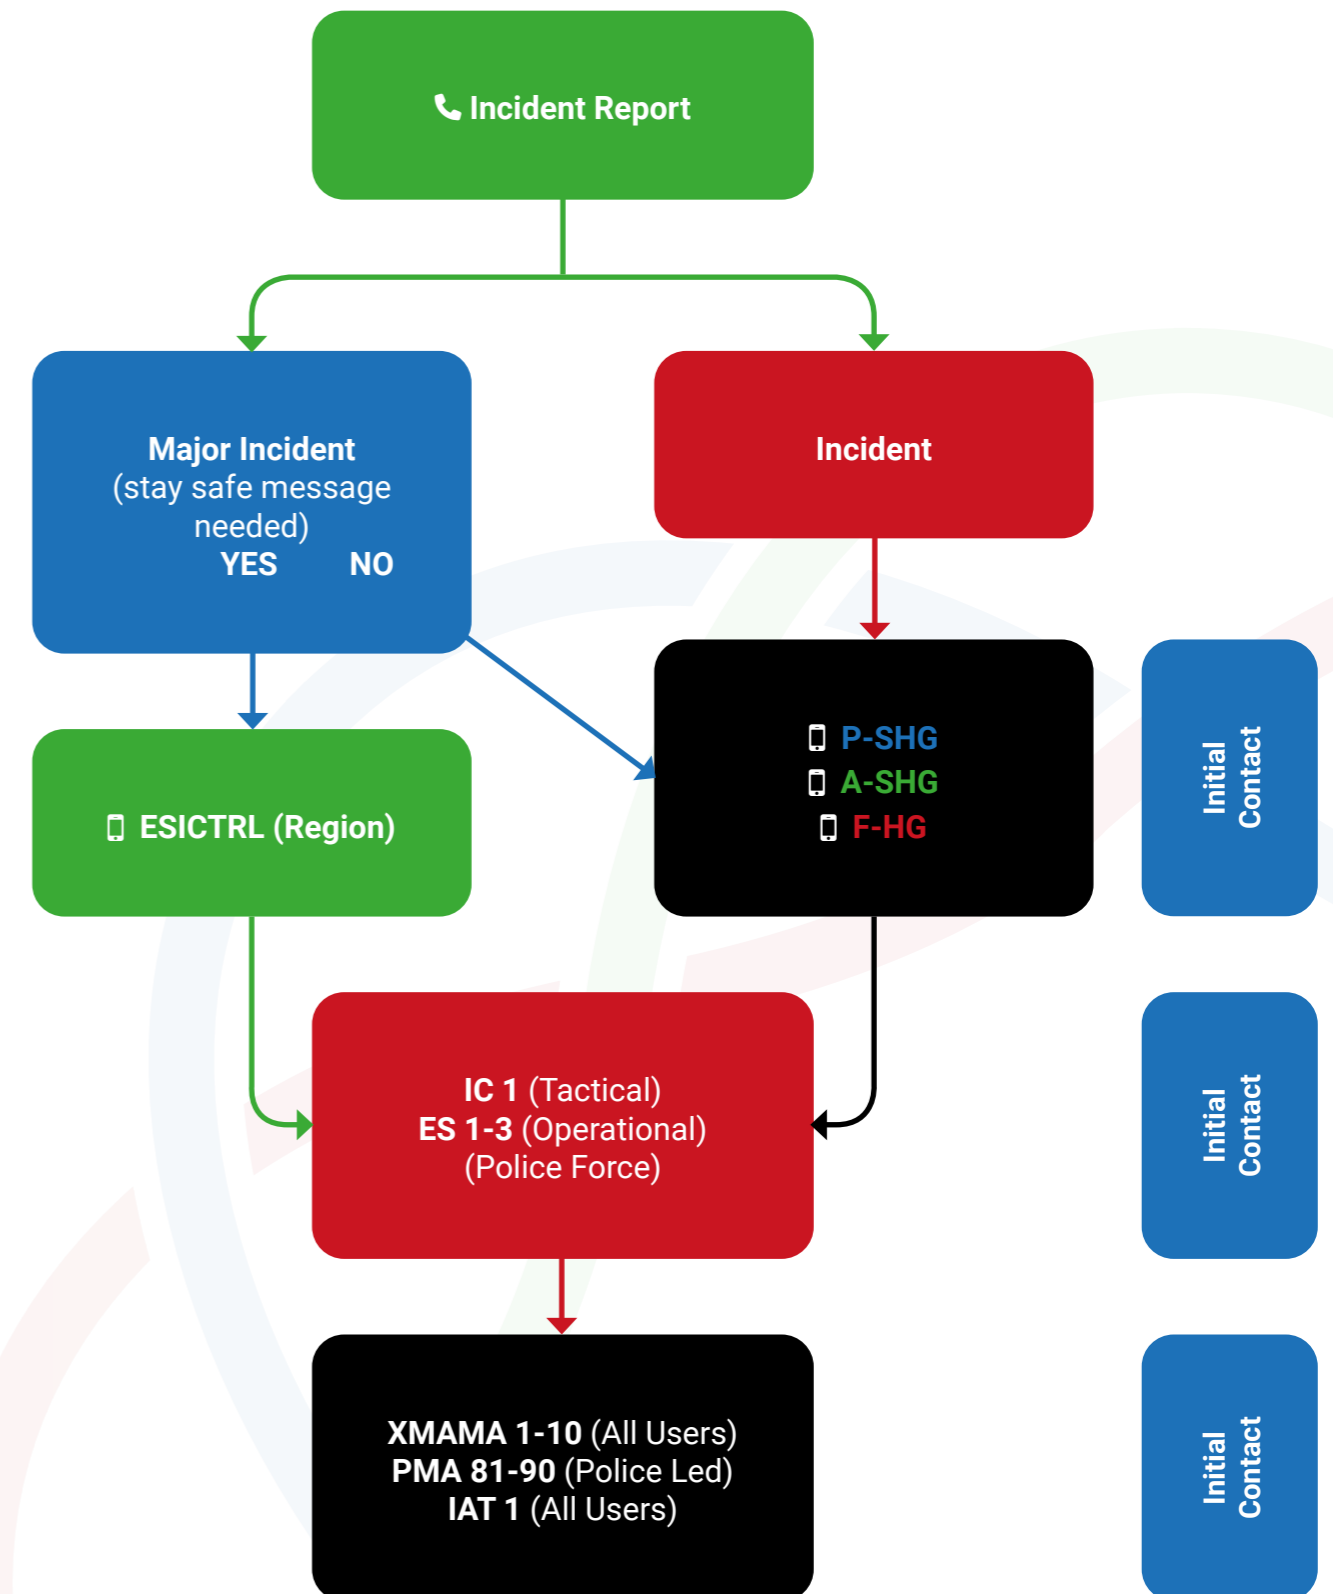 Incident Report
Major Incident
(stay safe message
needed)
YES NO
Incident
P-SHG
A-SHG
F-HG
Initial
Contact
ESICTRL (Region)
IC 1 (Tactical)
ES 1-3 (Operational)
(Police Force)
Initial
Contact
XMAMA 1-10 (All Users)
PMA 81-90 (Police Led)
IAT 1 (All Users)
Initial
Contact